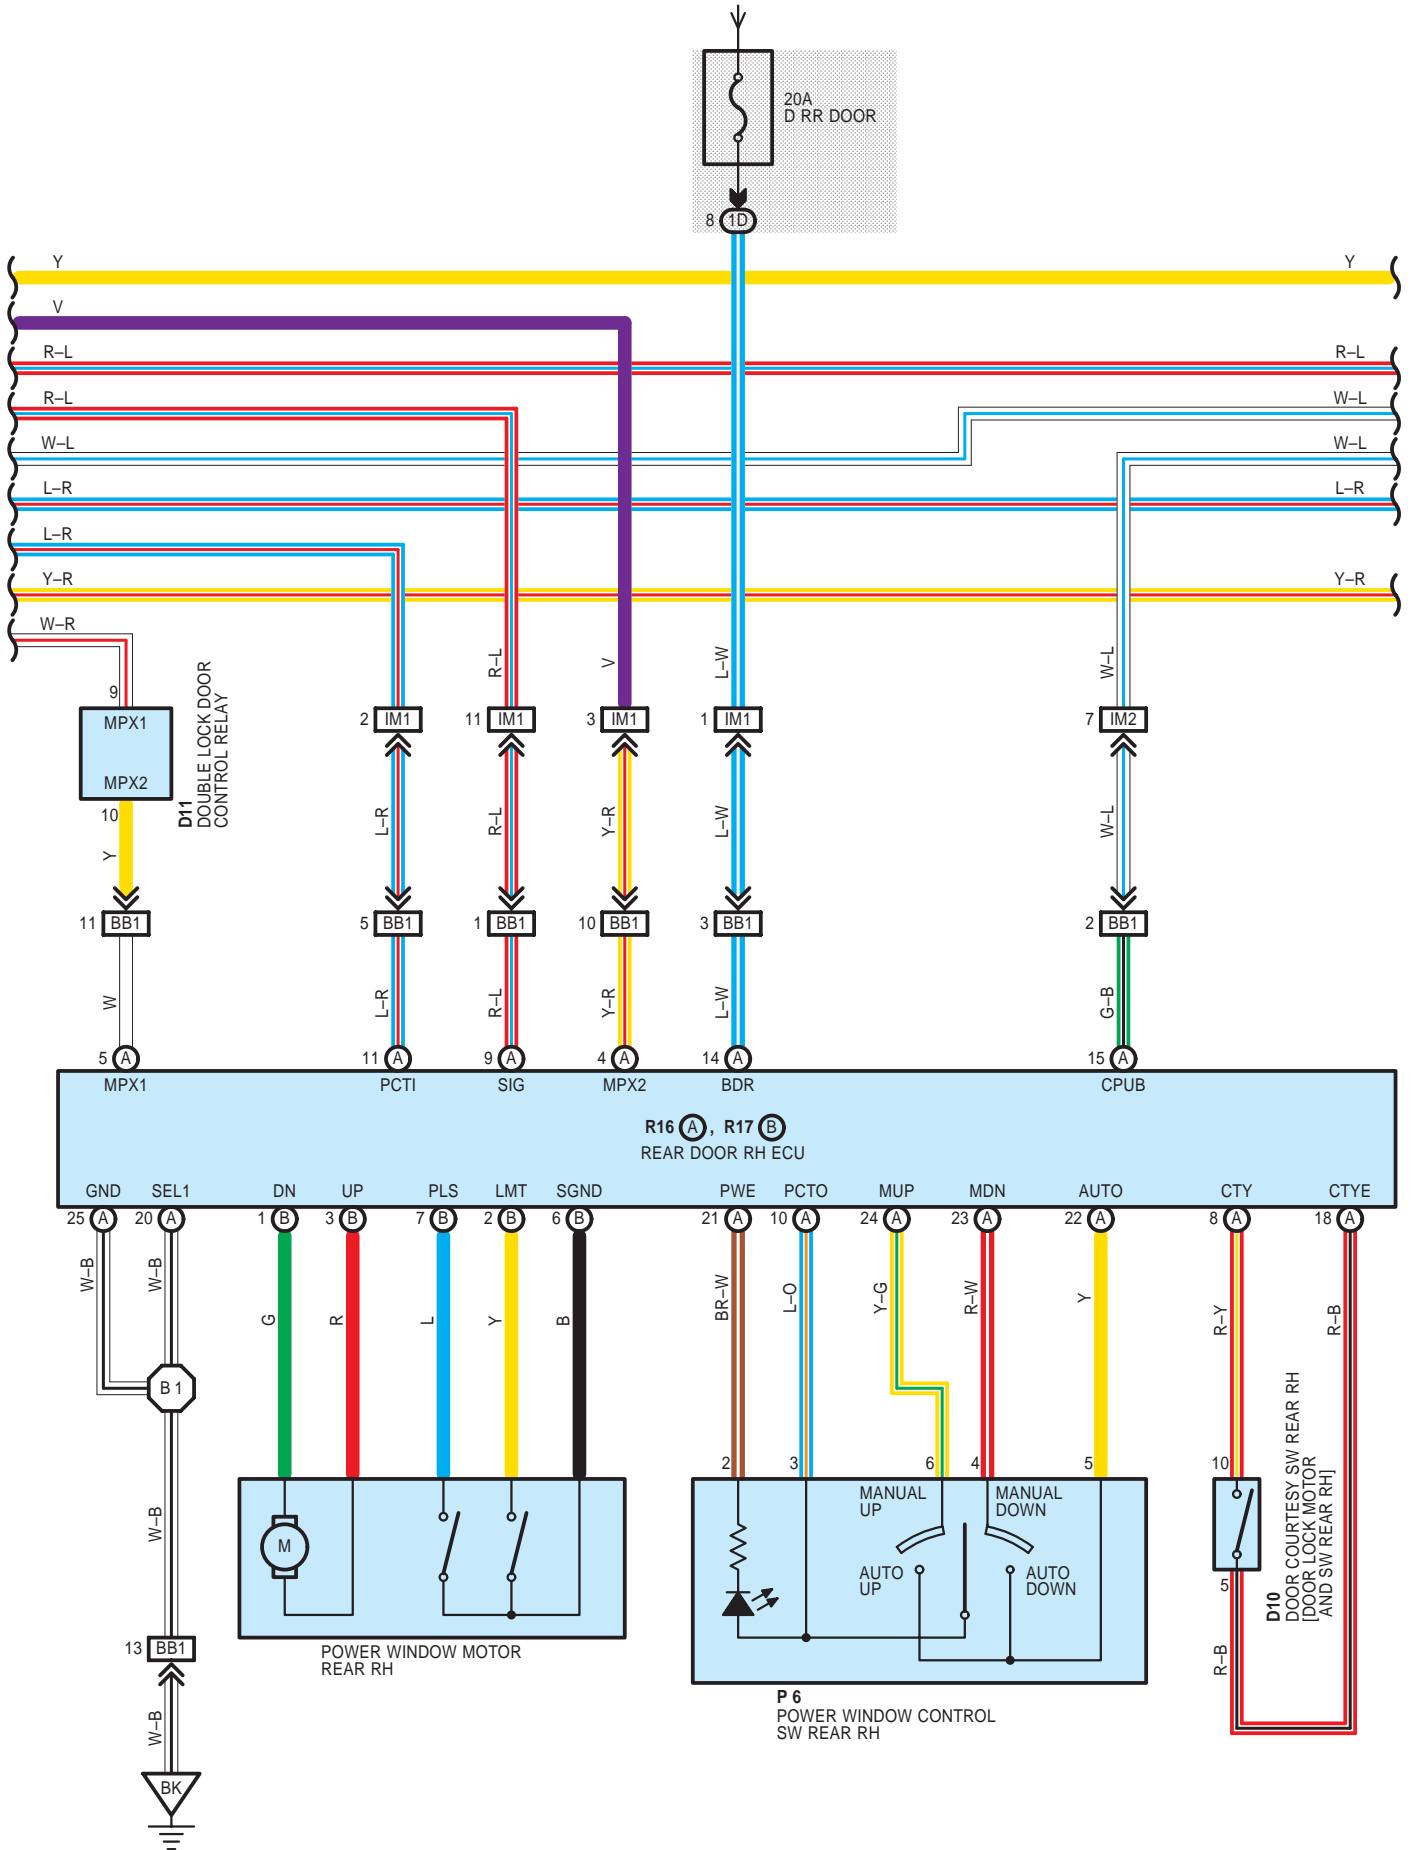 20A
D RR DOOR
8 1D
Y Y
V
R–L R–L
R–L W–L
W–L W–L
L–R L–R
L–R
Y–R Y–R
W–R
R–L V L–W W–L
9
MPX1
MPX2
10
D11
DOUBLE LOCK DOOR
CONTROL RELAY
2 IM1 11 IM1 3 IM1 1 IM1 7 IM2
Y L–R R–L Y–R L–W W–L
11 BB1 5 BB1 1 BB1 10 BB1 3 BB1 2 BB1
W L–R R–L Y–R L–W G–B
5 A 11 A 9 A 4 A 14 A 15 A
MPX1 PCTI SIG MPX2 BDR CPUB
R16 A , R17 B
REAR DOOR RH ECU
GND SEL1 DN UP PLS LMT SGND PWE PCTO MUP MDN AUTO CTY CTYE
25 A 20 A 1 B 3 B 7 B 2 B 6 B 21 A 10 A 24 A 23 A 22 A 8 A 18 A
W–B W–B G R L Y B BR–W L–O Y–G R–W Y R–Y R–B
B 1
2 3 6 4 5 10
W–B
M
MANUAL
UP
MANUAL
DOWN
AUTO
UP
AUTO
DOWN
5
D10
DOOR COURTESY SW REAR RH
[DOOR LOCK MOTOR
AND SW REAR RH]
R–B
13 BB1
POWER WINDOW MOTOR
REAR RH
P 6
POWER WINDOW CONTROL
SW REAR RH
W–B
BK